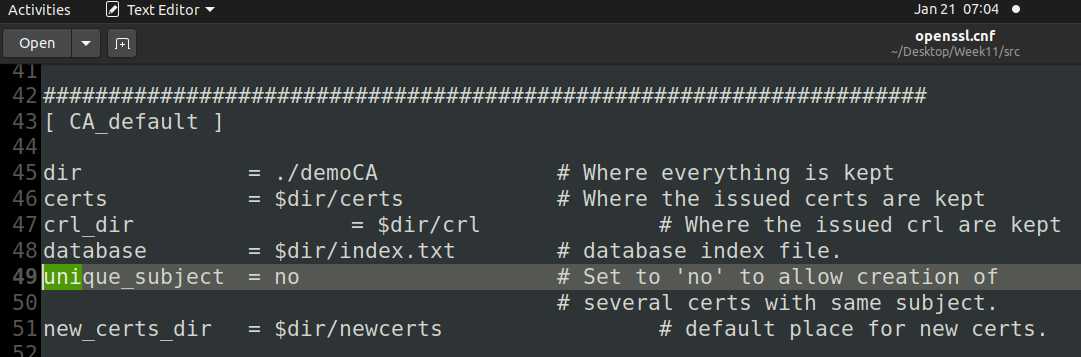 Activities Text Editor Jan 21 07:04
Open openssl.cnf
~/Desktop/Week11/src
41
42 ####################################################################
43 [ CA_default ]
44
45 dir = ./demoCA # Where everything is kept
46 certs = $dir/certs # Where the issued certs are kept
47 crl_dir = $dir/crl # Where the issued crl are kept
48 database = $dir/index.txt # database index file.
49 unique_subject = no # Set to 'no' to allow creation of
50 # several certs with same subject.
51 new_certs_dir = $dir/newcerts # default place for new certs.
52